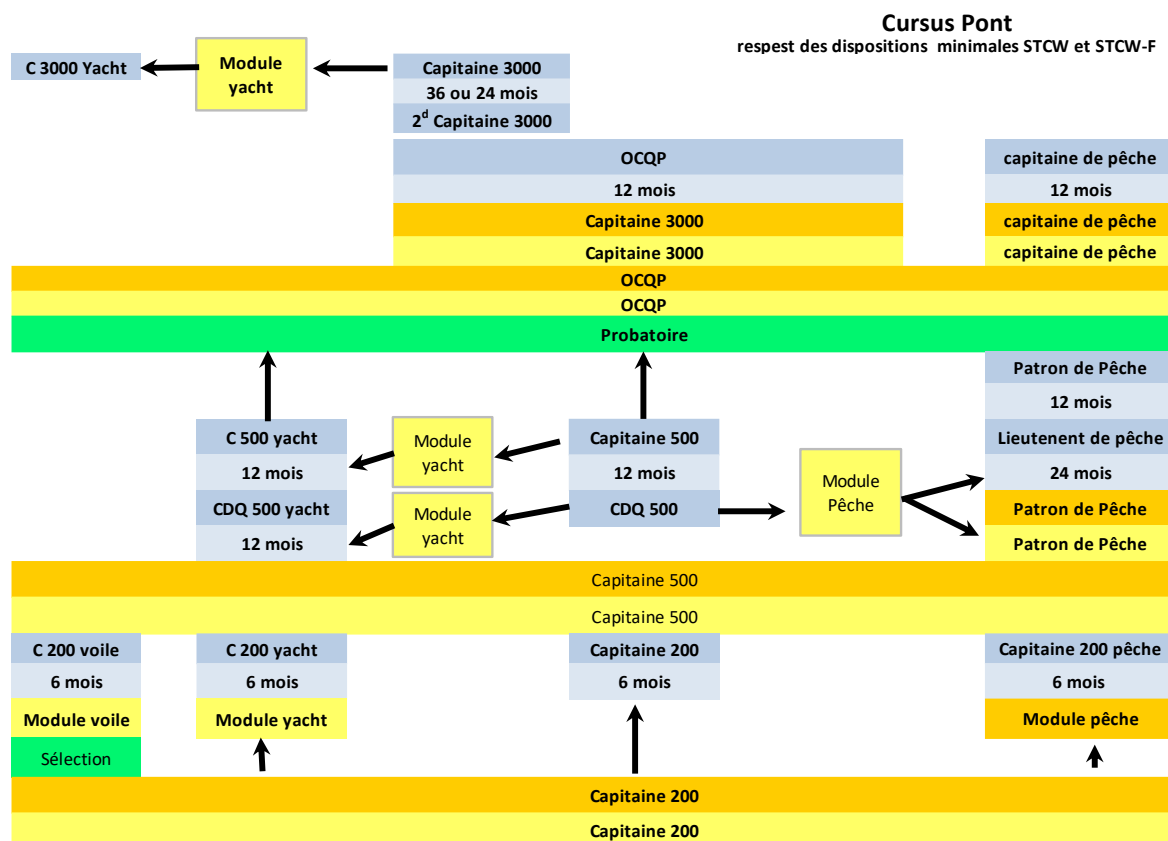 Cursus Pont
respest des dispositions minimales STCW et STCW-F
C 3000 Yacht
Module
yacht
Capitaine 3000
36 ou 24 mois
2d Capitaine 3000
OCQP
12 mois
Capitaine 3000
Capitaine 3000
capitaine de pêche
12 mois
capitaine de pêche
capitaine de pêche
OCQP
OCQP
Probatoire
C 500 yacht
12 mois
CDQ 500 yacht
12 mois
Module
yacht
Module
yacht
Capitaine 500
12 mois
CDQ 500
Module
Pêche
Patron de Pêche
12 mois
Lieutenent de pêche
24 mois
Patron de Pêche
Patron de Pêche
Capitaine 500
Capitaine 500
C 200 voile
6 mois
Module voile
Sélection
C 200 yacht
6 mois
Module yacht
Capitaine 200
6 mois
Capitaine 200 pêche
6 mois
Module pêche
Capitaine 200
Capitaine 200